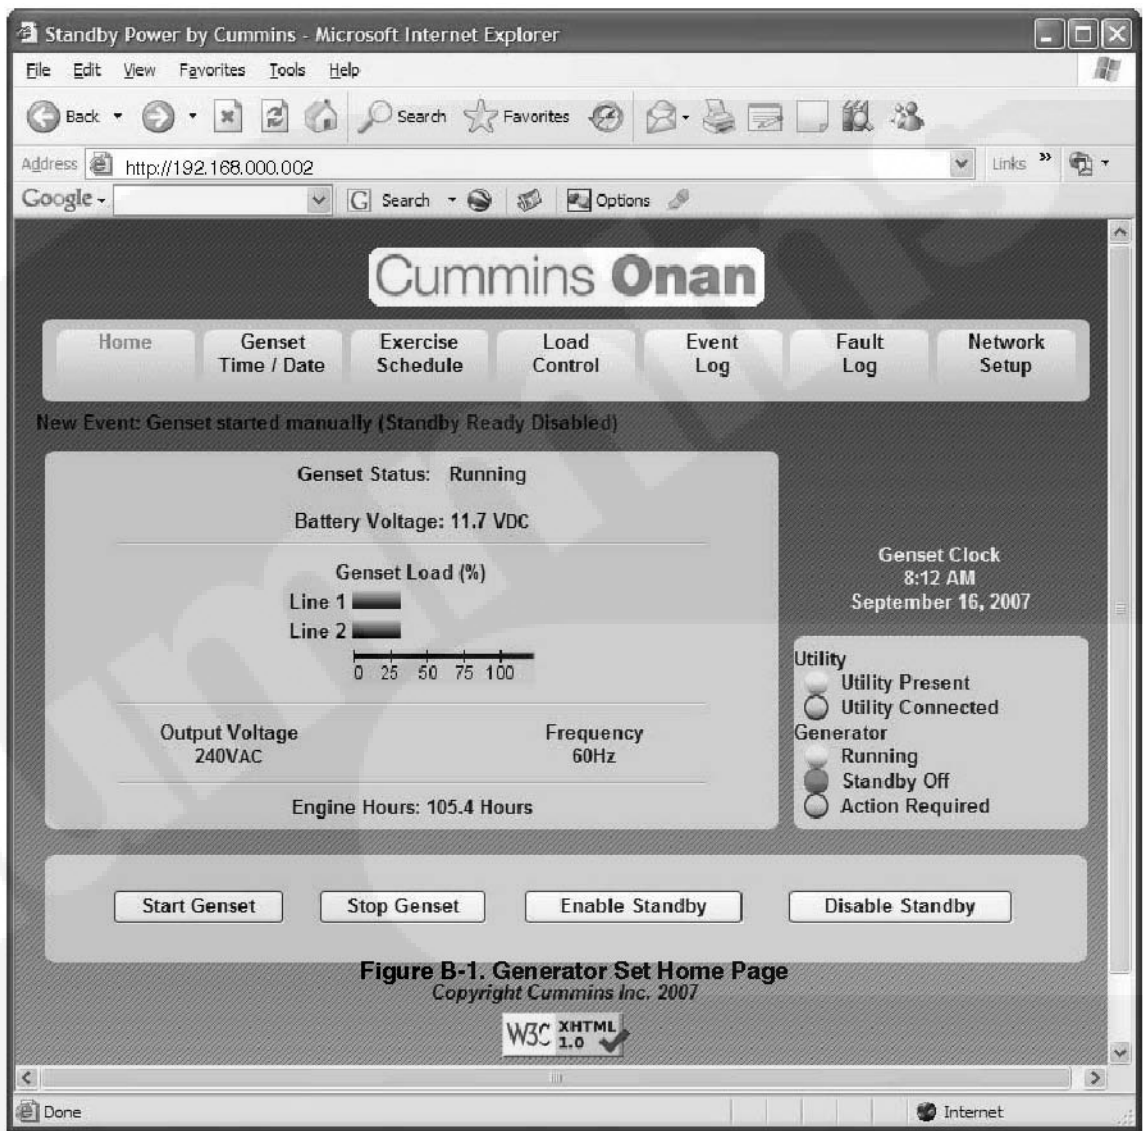 Standby Power by Cummins - Microsoft Internet Explorer
File Edit View Favorites Tools Help
Back Search Favorites
Address http://192.168.000.002 Links »
Google Search Options
Cummins Onan
Home
Genset Time / Date
Exercise Schedule
Load Control
Event Log
Fault Log
Network Setup
New Event: Genset started manually (Standby Ready Disabled)
Genset Status: Running
Battery Voltage: 11.7 VDC
Genset Load (%)
Line 1
Line 2
0 25 50 75 100
Output Voltage
240VAC
Frequency
60Hz
Engine Hours: 105.4 Hours
Genset Clock
8:12 AM
September 16, 2007
Utility
Utility Present
Utility Connected
Generator
Running
Standby Off
Action Required
Start Genset Stop Genset Enable Standby Disable Standby
Figure B-1. Generator Set Home Page
Copyright Cummins Inc. 2007
W3C XHTML 1.0
Done Internet
Cummins